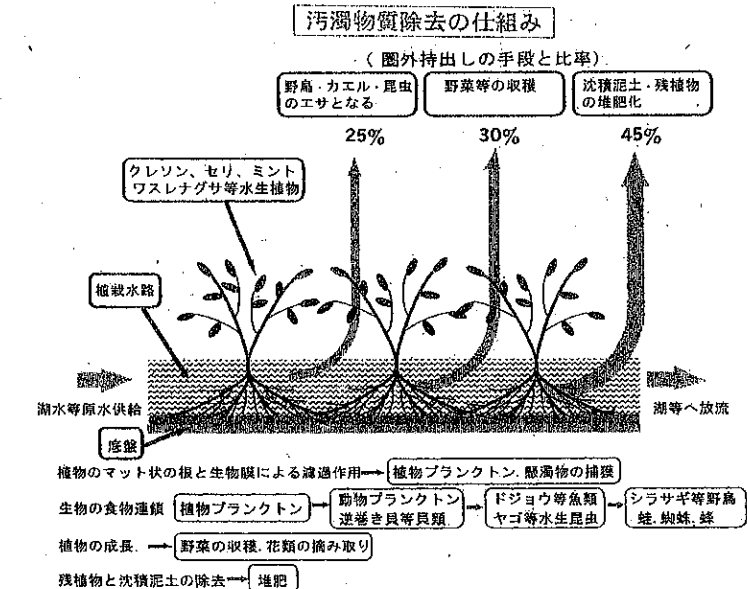 汚濁物質除去の仕組み
(圏外持出しの手段と比率)
野鳥・カエル・昆虫
のエサとなる
野菜等の収穫
沈積泥土・残植物
の堆肥化
25%
30%
45%
クレソン、セリ、ミント
ワスレナグサ等水生植物
植栽水路
湖水等原水供給
湖等へ放流
底盤
植物のマット状の根と生物膜による濾過作用→植物プランクトン.懸濁物の捕獲
生物の食物連鎖 植物プランクトン→動物プランクトン 逆巻き貝等貝類→ドジョウ等魚類 ヤゴ等水生昆虫→シラサギ等野鳥 蛙.蜘蛛.蜂
植物の成長.→野菜の収穫.花類の摘み取り
残植物と沈積泥土の除去→堆肥